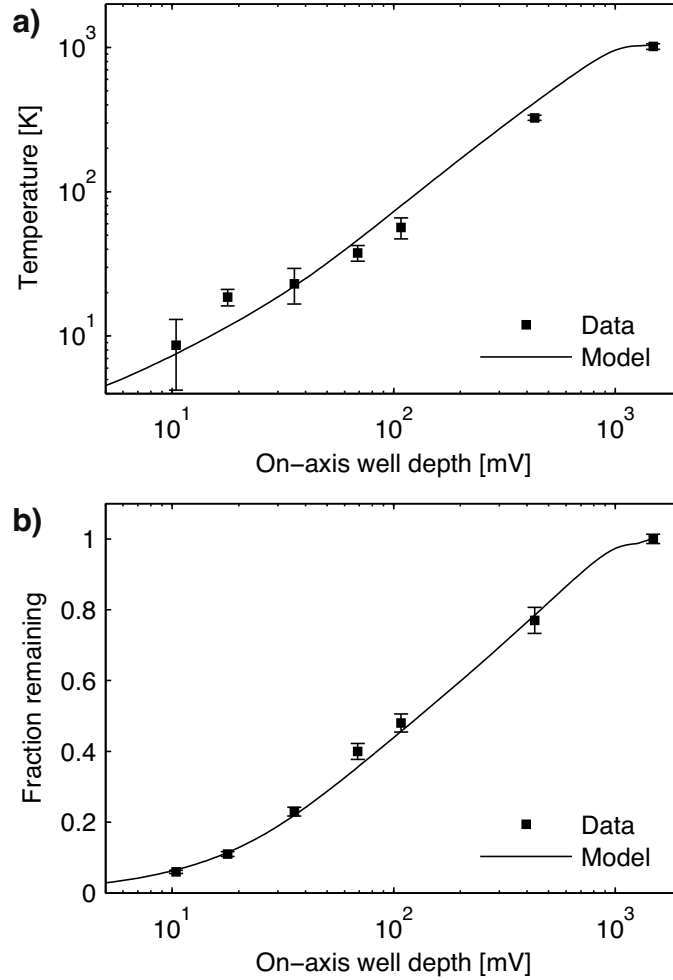 a)
10^3
10^2
10^1
Temperature [K]
Data
Model
10^1 10^2 10^3
On−axis well depth [mV]
b)
1
0.8
0.6
0.4
0.2
0
Fraction remaining
Data
Model
10^1 10^2 10^3
On−axis well depth [mV]